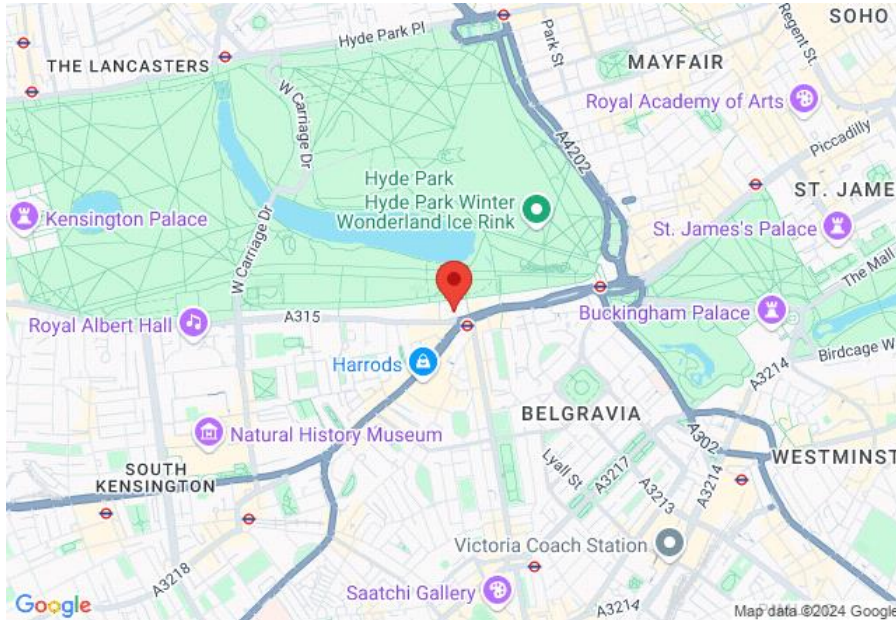 SOHO
Hyde Park Pl
Park St
Regent St.
THE LANCASTERS
MAYFAIR
W Carriage Dr
Royal Academy of Arts
A4202
Piccadilly
Hyde Park
Hyde Park Winter
Wonderland Ice Rink
ST. JAME
Kensington Palace
W Carriage Dr
St. James's Palace
The Mall
Royal Albert Hall
A315
Buckingham Palace
Harrods
Birdcage W
A3214
BELGRAVIA
A302
Natural History Museum
Lyall St
A3217
WESTMINST
SOUTH
KENSINGTON
A3213
A3214
Victoria Coach Station
A3218
Saatchi Gallery
A3214
Google
Map data ©2024 Google